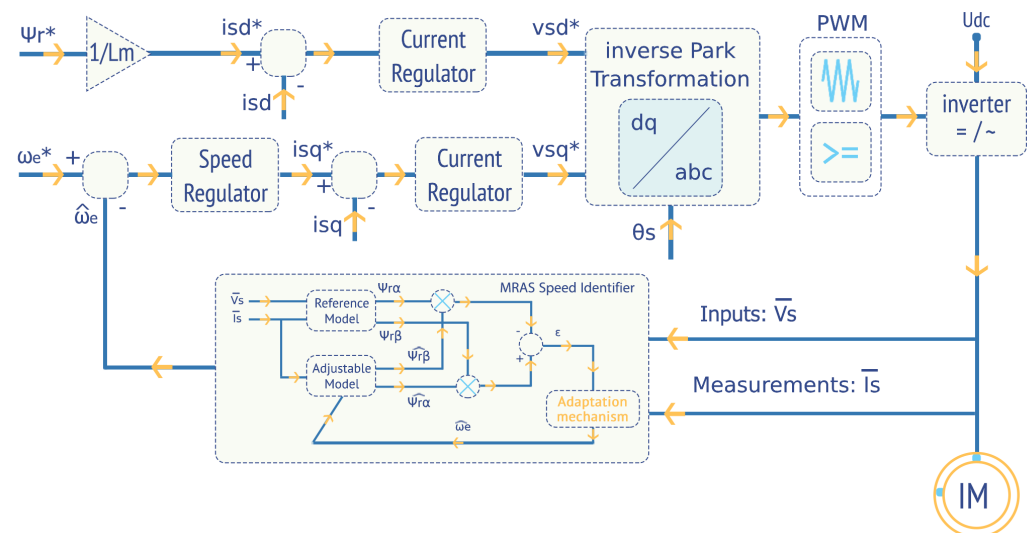 Ψr*
1/Lm
isd*
+
-
isd
Current
Regulator
vsd*
inverse Park
Transformation
dq
abc
θs
PWM
>=
Udc
inverter
= / ~
ωe*
+
-
ω̂e
Speed
Regulator
isq*
+
-
isq
Current
Regulator
vsq*
MRAS Speed Identifier
V̅s
I̅s
Reference
Model
Ψrα
Ψrβ
Adjustable
Model
Ψ̂rβ
Ψ̂rα
-
+
ε
Adaptation
mechanism
ω̂e
Inputs: V̅s
Measurements: I̅s
IM